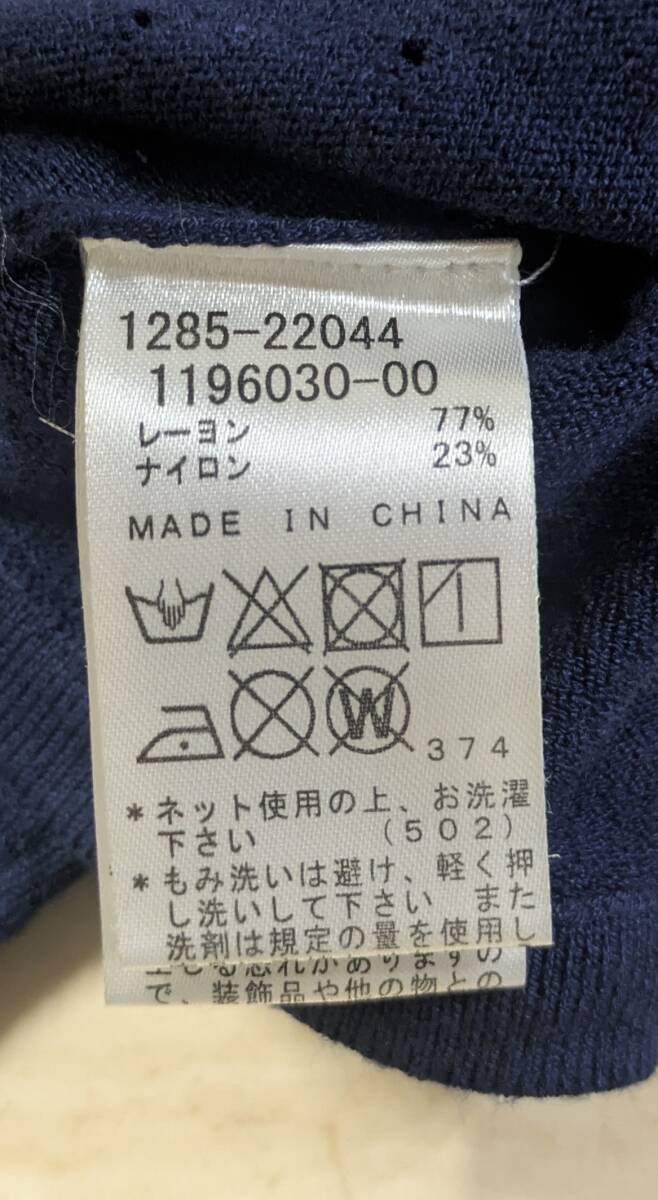 1285-22044
1196030-00
レーヨン 77%
ナイロン 23%
MADE IN CHINA
W
374
*ネット使用の上、お洗濯
下さい (502)
*もみ洗いは避け、軽く押
し洗いして下さい また
洗剤は規定の量を使用し
で、装飾品や他の物との